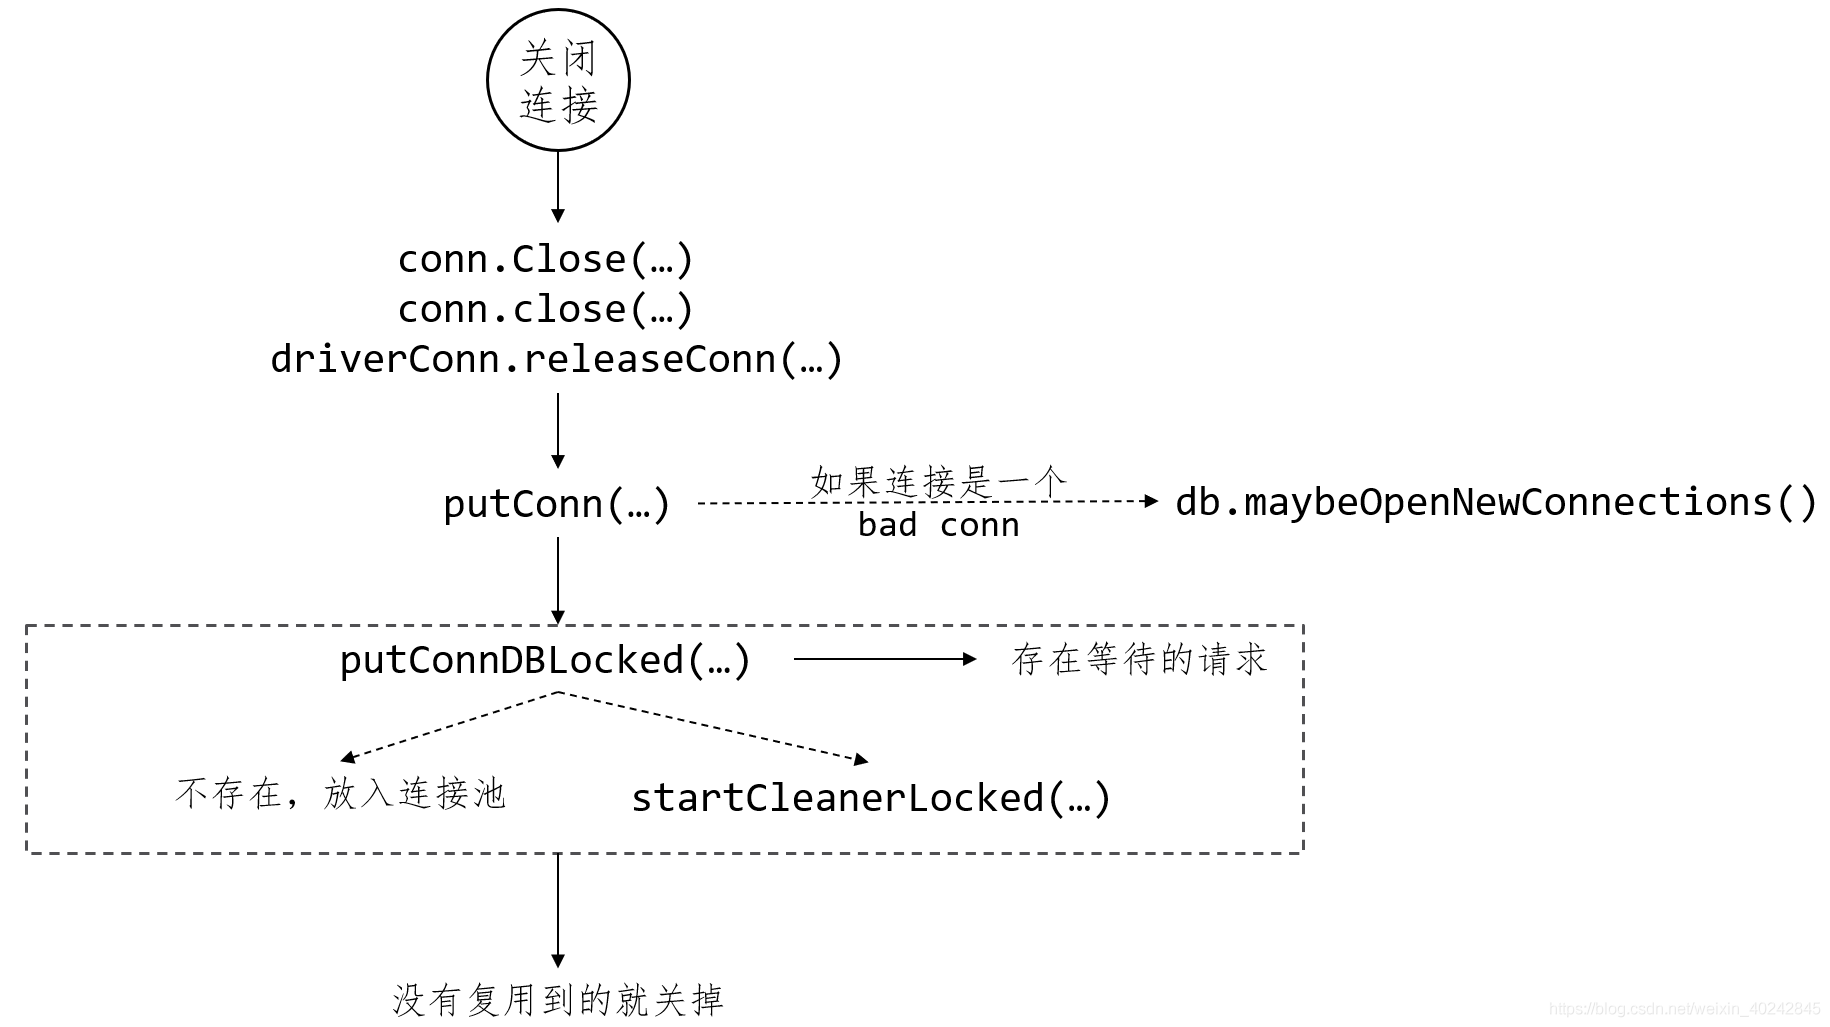 关闭
连接
conn.Close(…)
conn.close(…)
driverConn.releaseConn(…)
如果连接是一个
putConn(…)
db.maybeOpenNewConnections()
bad conn
putConnDBLocked(…)
存在等待的请求
不存在，放入连接池
startCleanerLocked(…)
没有复用到的就关掉
https://blog.csdn.net/weixin_40242845